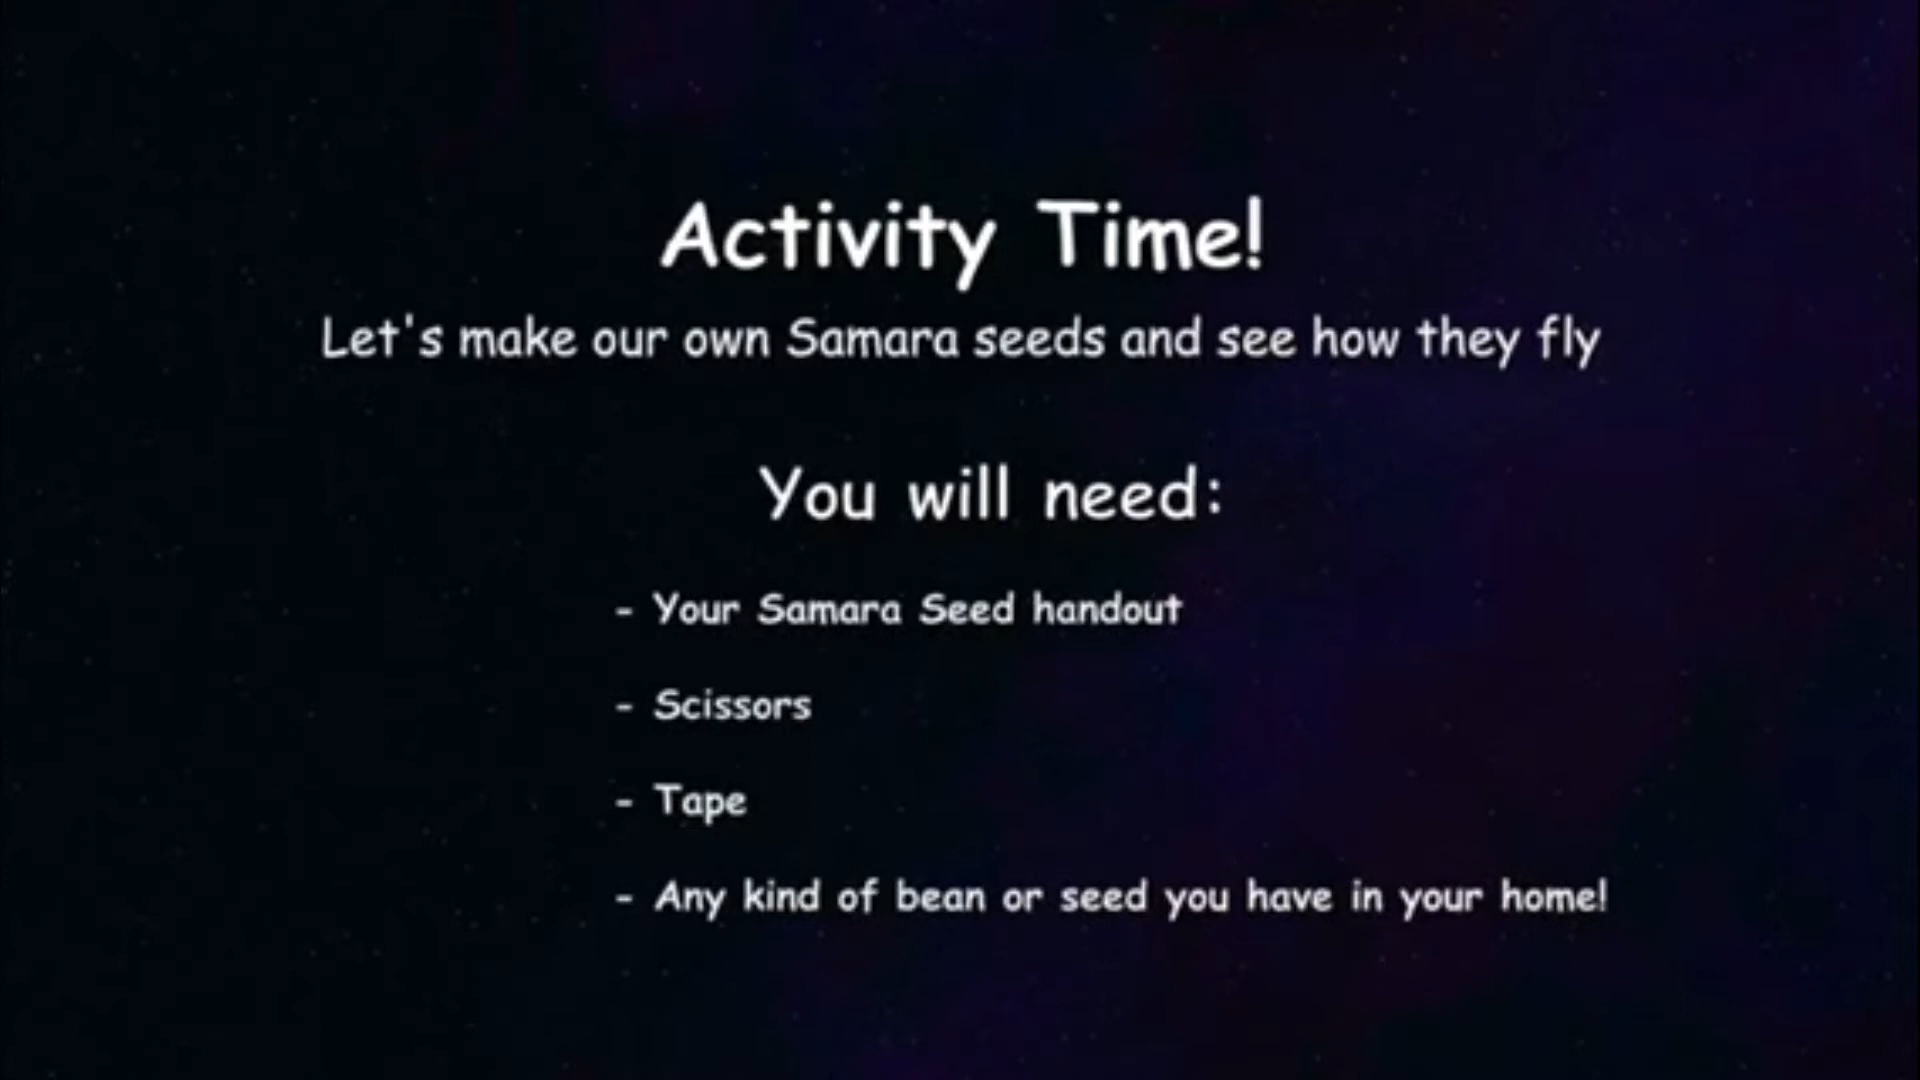 Activity Time!
Let's make our own Samara seeds and see how they fly
You will need:
- Your Samara Seed handout
- Scissors
- Tape
- Any kind of bean or seed you have in your home!